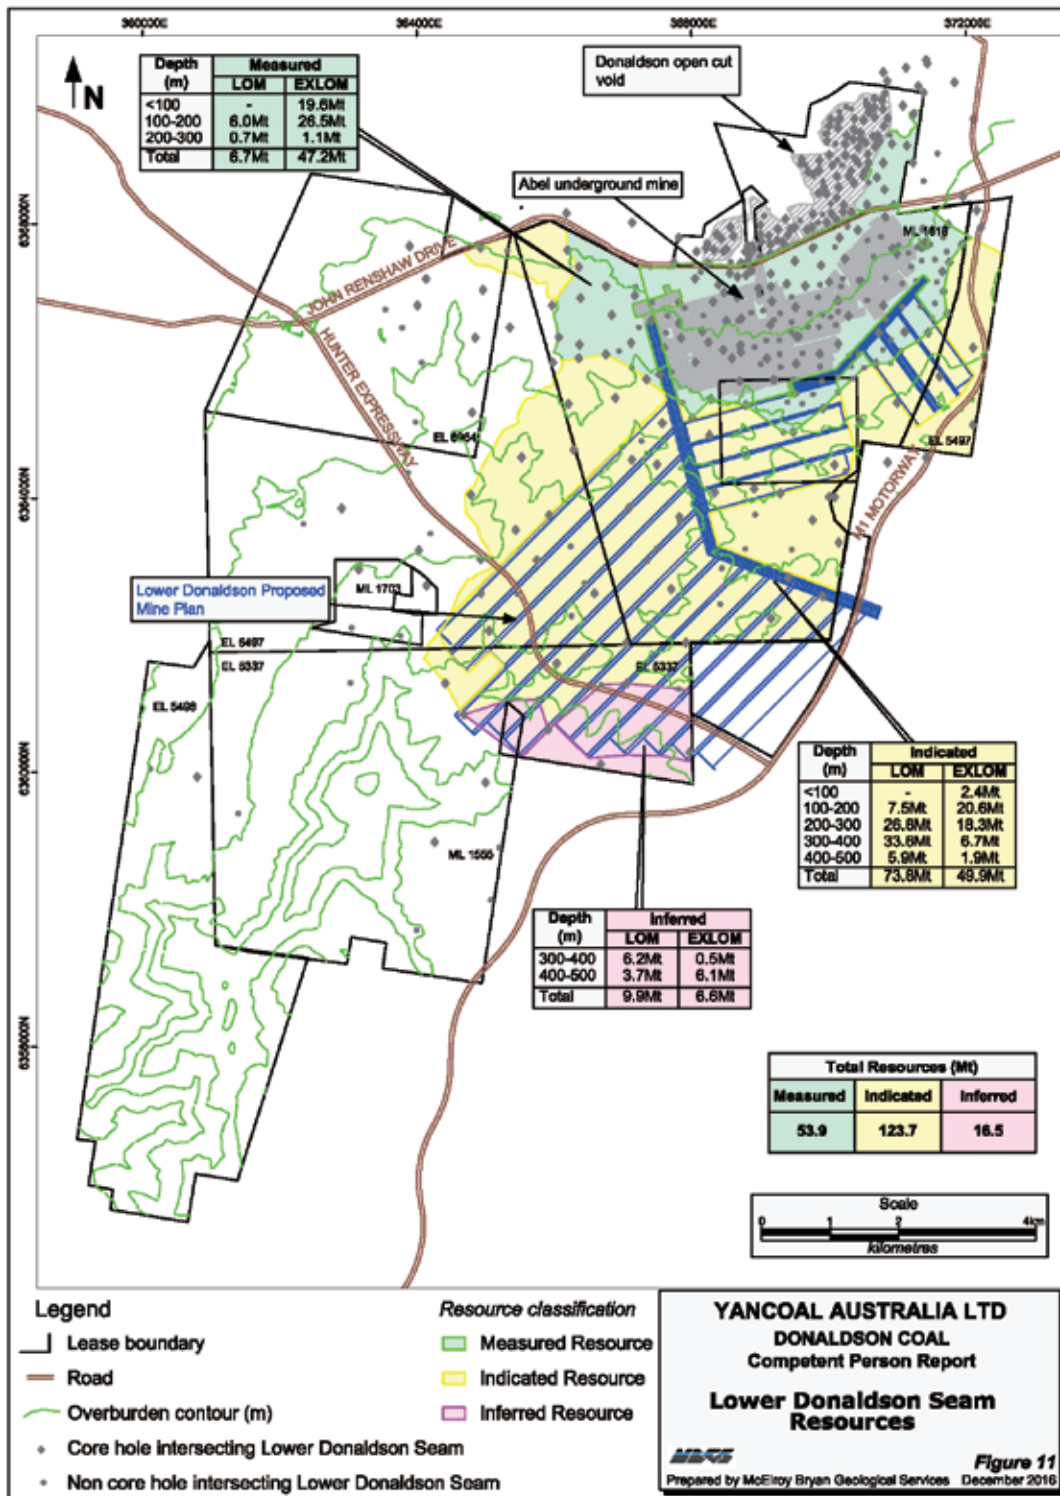 360000E 364000E 368000E 372000E
Depth (m) Measured
LOM EXLOM
<100 - 19.6Mt
100-200 6.0Mt 26.5Mt
200-300 0.7Mt 1.1Mt
Total 6.7Mt 47.2Mt
N
Donaldson open cut
void
Abel underground mine
6368000N
ML 1618
JOHN RENSHAW DRIVE
HUNTER EXPRESSWAY
EL 6964
EL 5497
6364000N
M1 MOTORWAY
Lower Donaldson Proposed
Mine Plan
ML 1703
EL 5497
EL 5337
EL 5337
EL 5498
6360000N
Depth (m) Indicated
LOM EXLOM
<100 - 2.4Mt
100-200 7.5Mt 20.6Mt
200-300 26.8Mt 18.3Mt
300-400 33.6Mt 6.7Mt
400-500 5.9Mt 1.9Mt
Total 73.8Mt 49.9Mt
ML 1555
Depth (m) Inferred
LOM EXLOM
300-400 6.2Mt 0.5Mt
400-500 3.7Mt 6.1Mt
Total 9.9Mt 6.6Mt
Total Resources (Mt)
Measured Indicated Inferred
53.9 123.7 16.5
Scale
0 1 2 4km
kilometres
Legend
Lease boundary
Road
Overburden contour (m)
Core hole intersecting Lower Donaldson Seam
Non core hole intersecting Lower Donaldson Seam
Resource classification
Measured Resource
Indicated Resource
Inferred Resource
YANCOAL AUSTRALIA LTD
DONALDSON COAL
Competent Person Report
Lower Donaldson Seam
Resources
Figure 11
Prepared by McElroy Bryan Geological Services December 2016